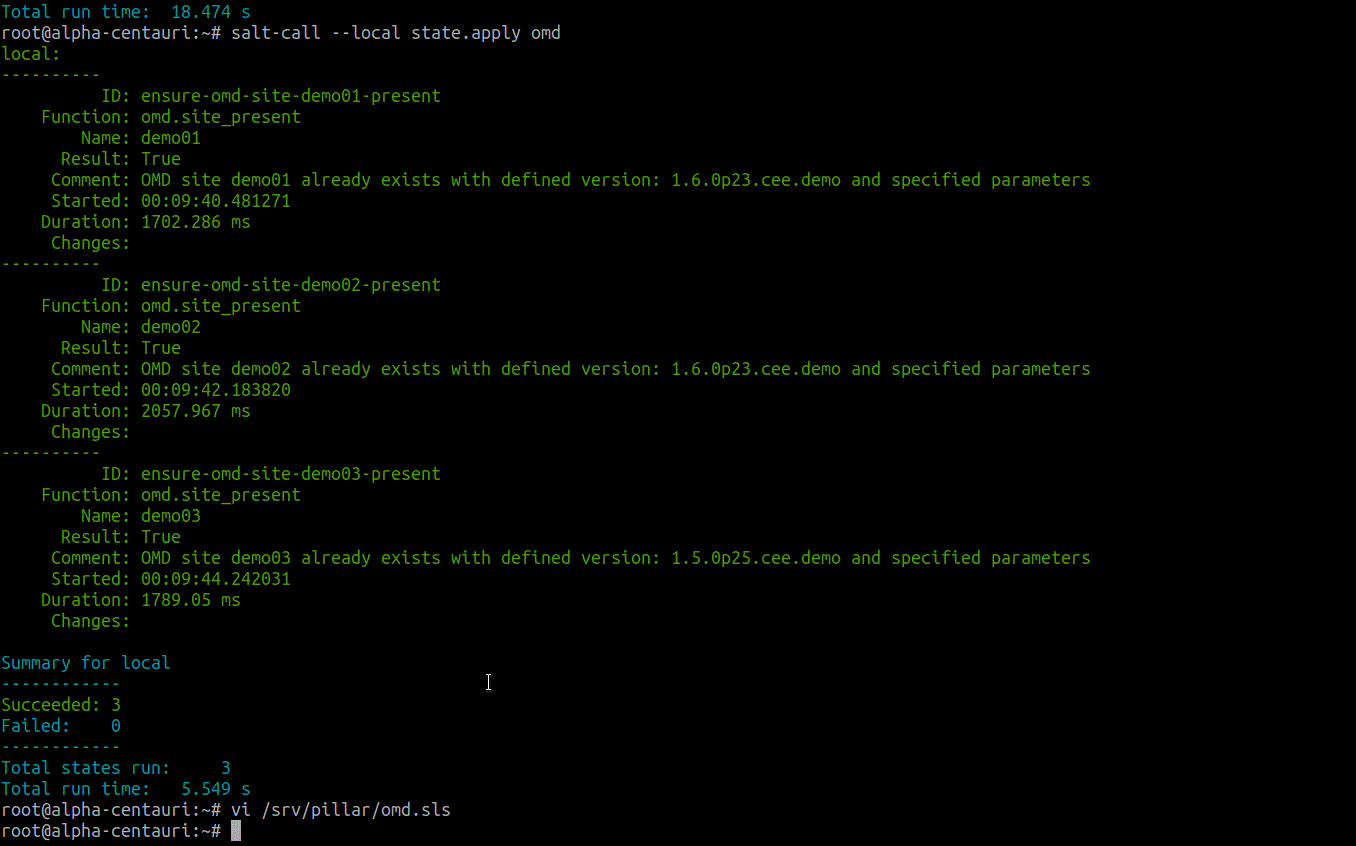 Total run time:  18.474 s
root@alpha-centauri:~# salt-call --local state.apply omd
local:
----------
          ID: ensure-omd-site-demo01-present
    Function: omd.site_present
        Name: demo01
      Result: True
     Comment: OMD site demo01 already exists with defined version: 1.6.0p23.cee.demo and specified parameters
     Started: 00:09:40.481271
    Duration: 1702.286 ms
     Changes:
----------
          ID: ensure-omd-site-demo02-present
    Function: omd.site_present
        Name: demo02
      Result: True
     Comment: OMD site demo02 already exists with defined version: 1.6.0p23.cee.demo and specified parameters
     Started: 00:09:42.183820
    Duration: 2057.967 ms
     Changes:
----------
          ID: ensure-omd-site-demo03-present
    Function: omd.site_present
        Name: demo03
      Result: True
     Comment: OMD site demo03 already exists with defined version: 1.5.0p25.cee.demo and specified parameters
     Started: 00:09:44.242031
    Duration: 1789.05 ms
     Changes:

Summary for local
------------
Succeeded: 3
Failed:    0
------------
Total states run:     3
Total run time:   5.549 s
root@alpha-centauri:~# vi /srv/pillar/omd.sls
root@alpha-centauri:~#